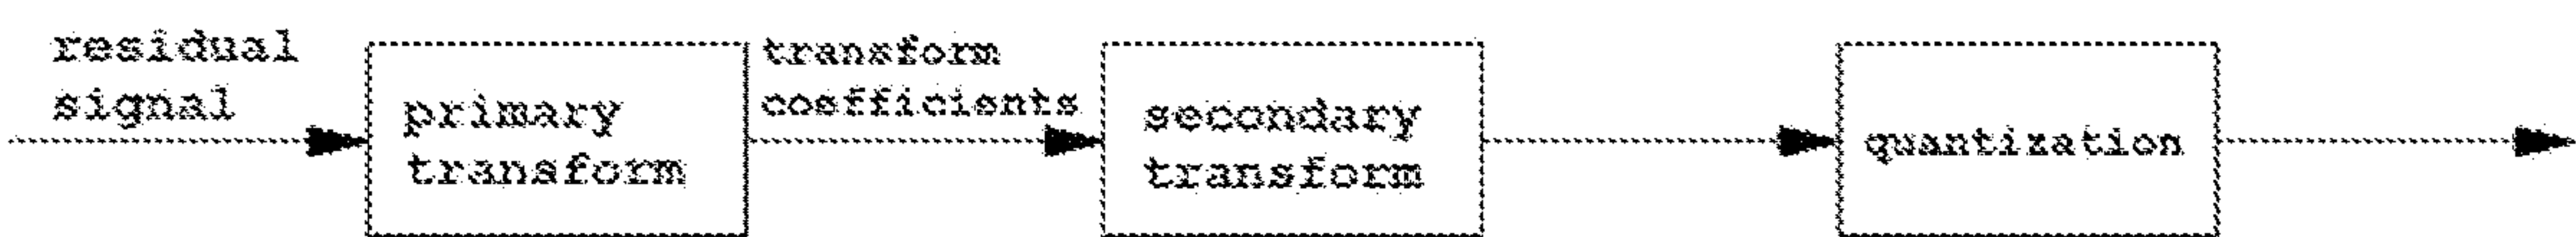 residual
signal
primary
transform
transform
coefficients
secondary
transform
quantization